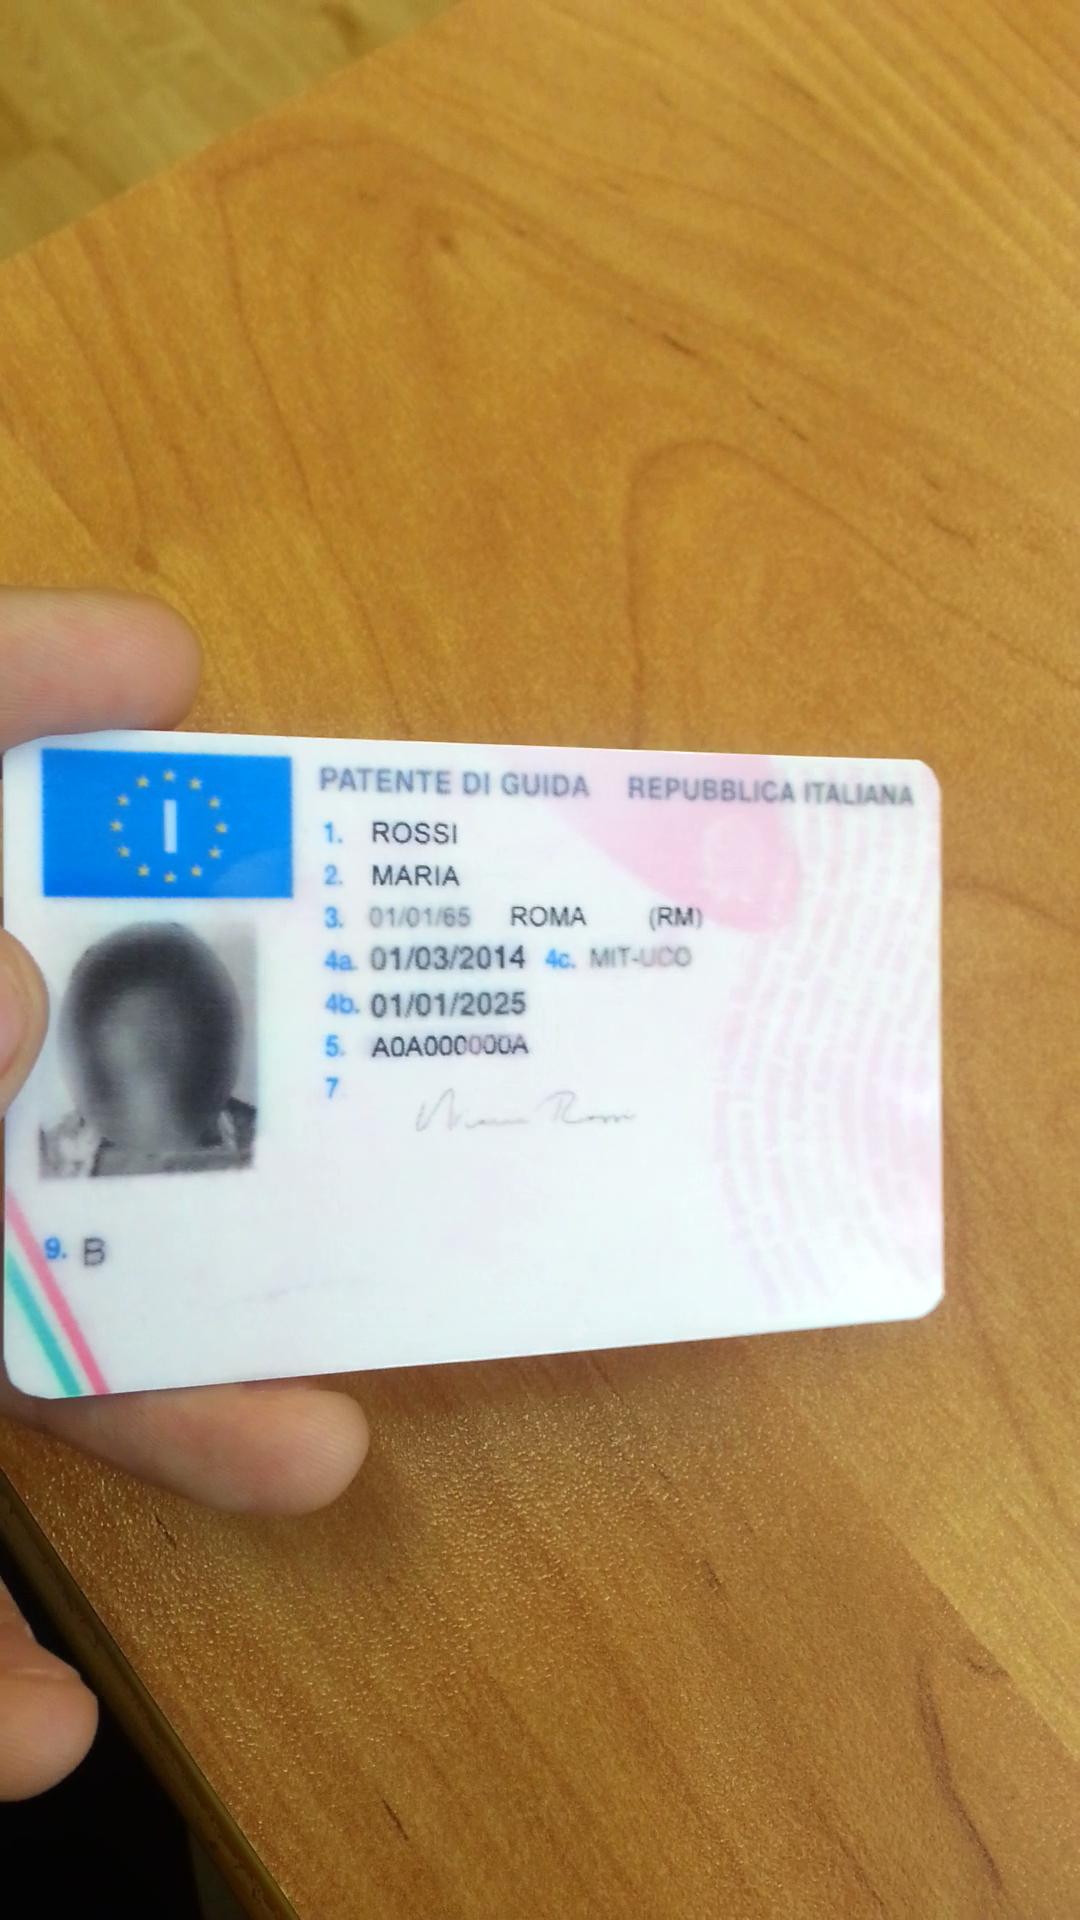 I
PATENTE DI GUIDA REPUBBLICA ITALIANA
1. ROSSI
2. MARIA
3. 01/01/65 ROMA (RM)
4a. 01/03/2014 4c. MIT-UCO
4b. 01/01/2025
5. A0A000000A
7
Maria Rossi
9. B